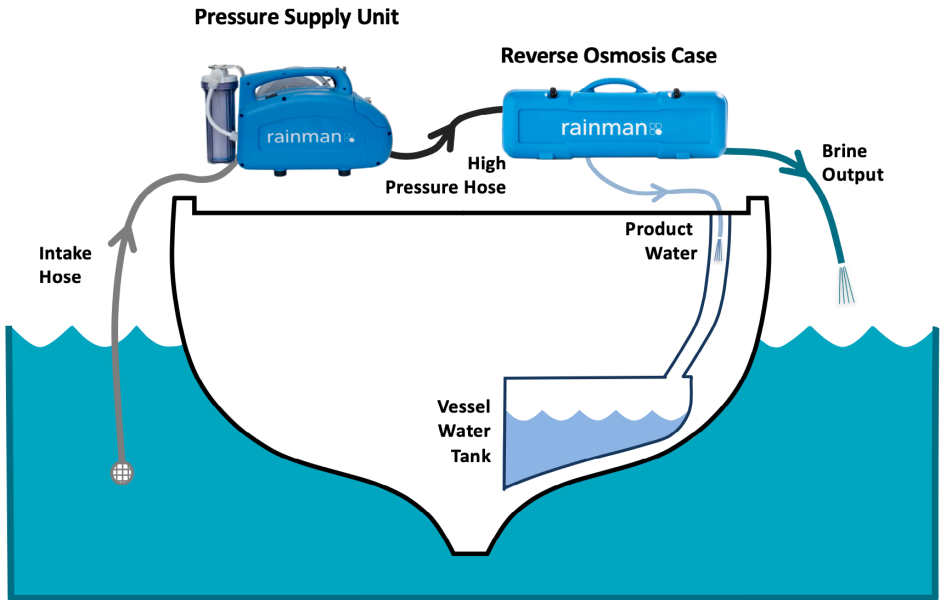 Pressure Supply Unit
Reverse Osmosis Case
rainman
rainman
High
Pressure Hose
Brine
Output
Intake
Hose
Product
Water
Vessel
Water
Tank